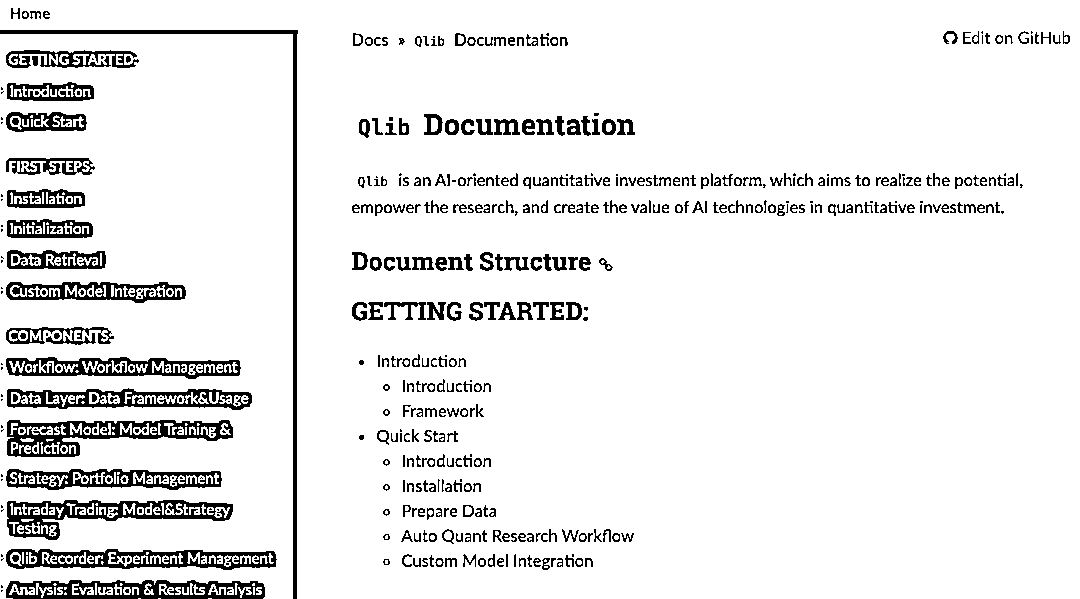 Home
GETTING STARTED:
Introduction
Quick Start
FIRST STEPS:
Installation
Initialization
Data Retrieval
Custom Model Integration
COMPONENTS:
Workflow: Workflow Management
Data Layer: Data Framework&Usage
Forecast Model: Model Training &
Prediction
Strategy: Portfolio Management
Intraday Trading: Model&Strategy
Testing
Qlib Recorder: Experiment Management
Analysis: Evaluation & Results Analysis
Docs » Qlib Documentation
Edit on GitHub
Qlib Documentation
Qlib is an AI-oriented quantitative investment platform, which aims to realize the potential,
empower the research, and create the value of AI technologies in quantitative investment.
Document Structure
GETTING STARTED:
• Introduction
◦ Introduction
◦ Framework
• Quick Start
◦ Introduction
◦ Installation
◦ Prepare Data
◦ Auto Quant Research Workflow
◦ Custom Model Integration